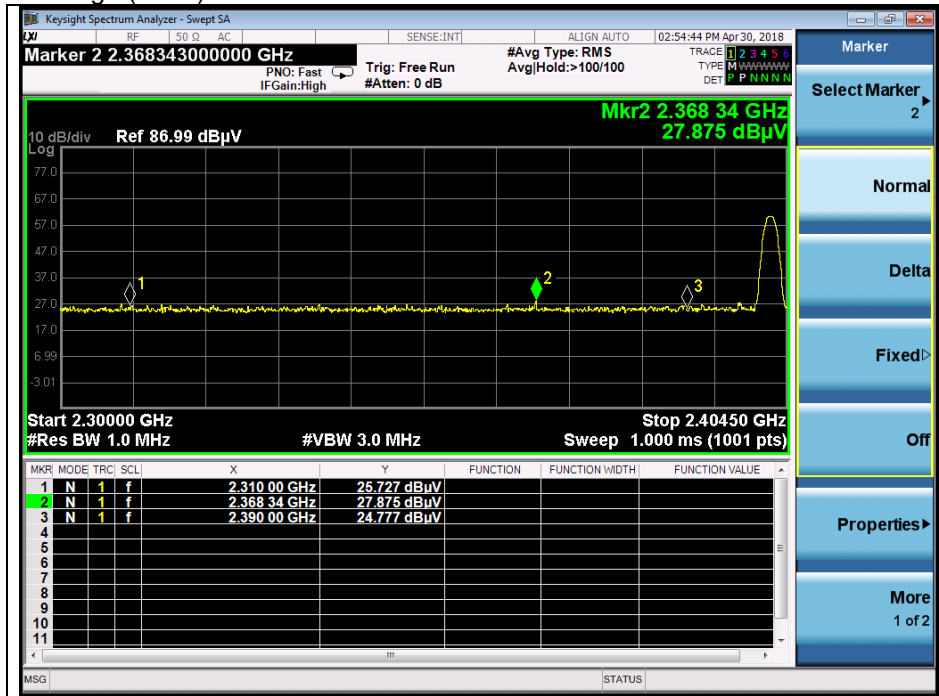 Keysight Spectrum Analyzer - Swept SA
LXI RF 50 Ω AC SENSE:INT ALIGN AUTO 02:54:44 PM Apr 30, 2018
Marker 2 2.368343000000 GHz
PNO: Fast
IFGain:High
Trig: Free Run
#Atten: 0 dB
#Avg Type: RMS
Avg|Hold:>100/100
TRACE 1 2 3 4 5 6
TYPE M W W W W W
DET P P N N N N
Mkr2 2.368 34 GHz
27.875 dBµV
10 dB/div Ref 86.99 dBµV
Log
77.0
67.0
57.0
47.0
37.0
27.0
17.0
6.99
-3.01
1
2
3
Start 2.30000 GHz Stop 2.40450 GHz
#Res BW 1.0 MHz #VBW 3.0 MHz Sweep 1.000 ms (1001 pts)
MKR MODE TRC SCL X Y FUNCTION FUNCTION WIDTH FUNCTION VALUE
1 N 1 f 2.310 00 GHz 25.727 dBµV
2 N 1 f 2.368 34 GHz 27.875 dBµV
3 N 1 f 2.390 00 GHz 24.777 dBµV
4
5
6
7
8
9
10
11
MSG STATUS
Marker
Select Marker
2
Normal
Delta
Fixed
Off
Properties
More
1 of 2